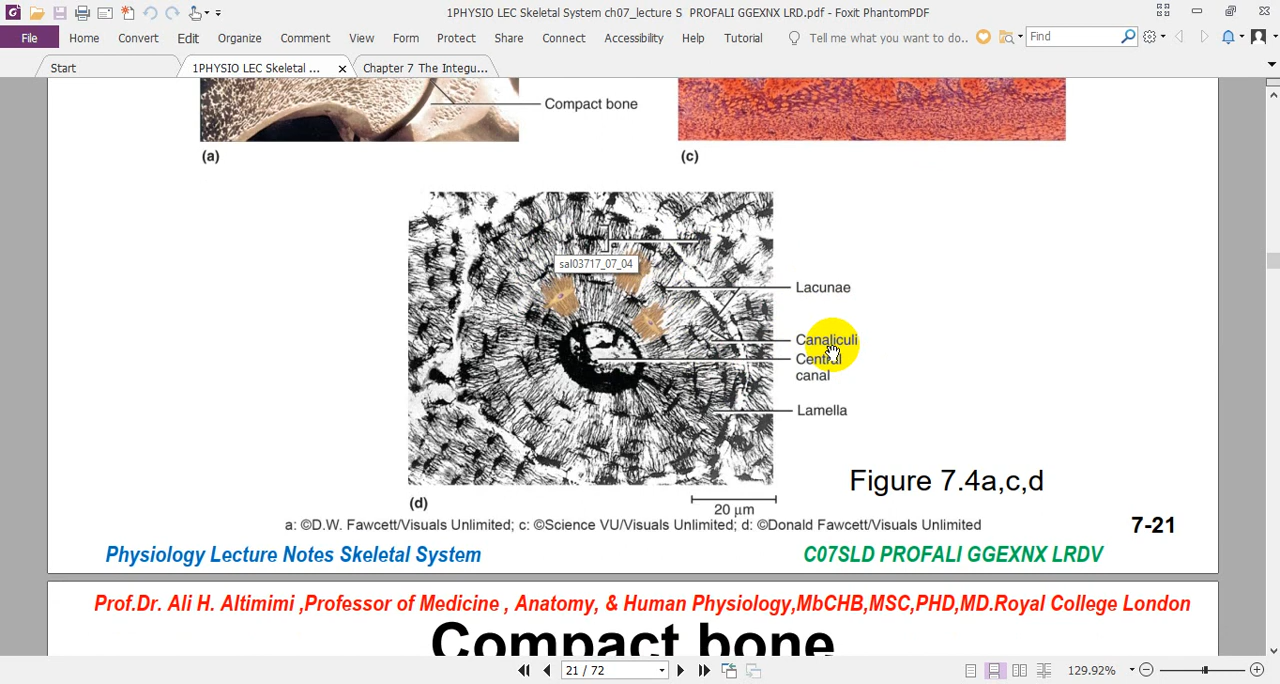 1PHYSIO LEC Skeletal System ch07_lecture S PROFALI GGEXNX LRD.pdf - Foxit PhantomPDF
File Home Convert Edit Organize Comment View Form Protect Share Connect Accessibility Help Tutorial Tell me what you want to do.. Find
Start 1PHYSIO LEC Skeletal ... Chapter 7 The Integu...
Compact bone
(a) (c)
sal03717_07_04
Lacunae
Canaliculi
Central
canal
Lamella
Figure 7.4a,c,d
(d)
20 µm
a: ©D.W. Fawcett/Visuals Unlimited; c: ©Science VU/Visuals Unlimited; d: ©Donald Fawcett/Visuals Unlimited
7-21
Physiology Lecture Notes Skeletal System C07SLD PROFALI GGEXNX LRDV
Prof.Dr. Ali H. Altimimi ,Professor of Medicine , Anatomy, & Human Physiology,MbCHB,MSC,PHD,MD.Royal College London
Compact bone
21 / 72 129.92%